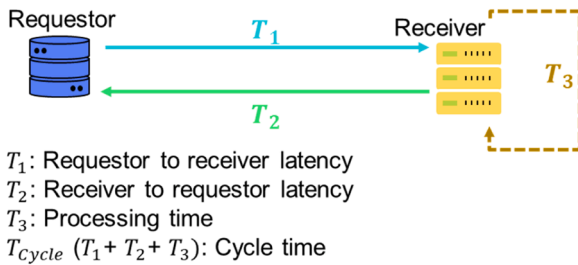 Requestor
Receiver
T₁
T₃
T₂
T₁: Requestor to receiver latency
T₂: Receiver to requestor latency
T₃: Processing time
T_Cycle (T₁+ T₂+ T₃): Cycle time